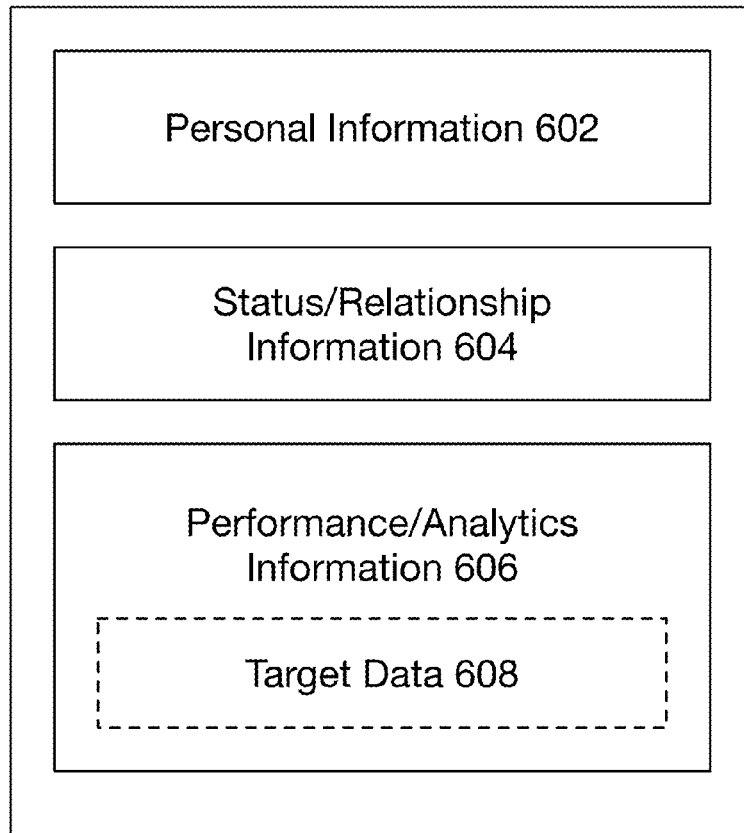 Personal Information 602
Status/Relationship
Information 604
Performance/Analytics
Information 606
Target Data 608